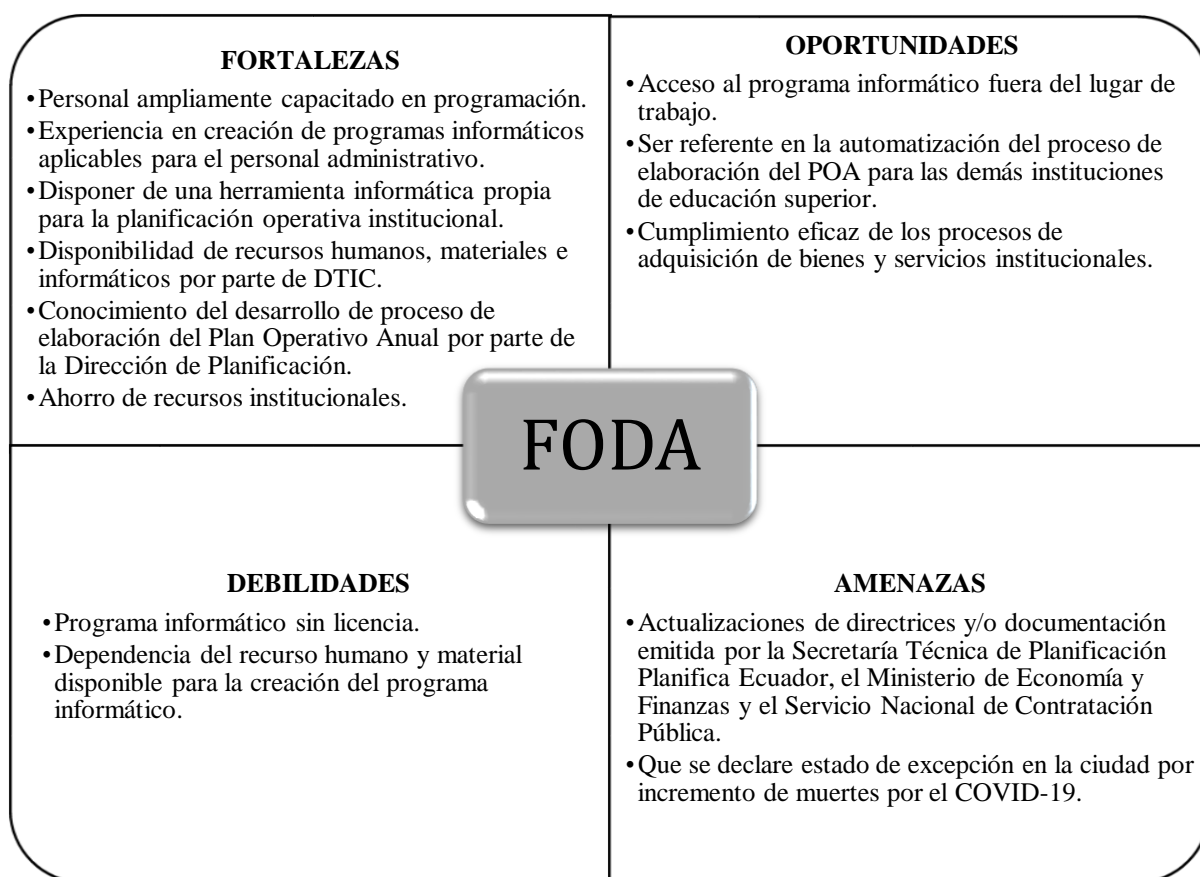 FORTALEZAS
•Personal ampliamente capacitado en programación.
•Experiencia en creación de programas informáticos
aplicables para el personal administrativo.
•Disponer de una herramienta informática propia
para la planificación operativa institucional.
•Disponibilidad de recursos humanos, materiales e
informáticos por parte de DTIC.
•Conocimiento del desarrollo de proceso de
elaboración del Plan Operativo Anual por parte de
la Dirección de Planificación.
•Ahorro de recursos institucionales.
OPORTUNIDADES
•Acceso al programa informático fuera del lugar de
trabajo.
•Ser referente en la automatización del proceso de
elaboración del POA para las demás instituciones
de educación superior.
•Cumplimiento eficaz de los procesos de
adquisición de bienes y servicios institucionales.
FODA
DEBILIDADES
•Programa informático sin licencia.
•Dependencia del recurso humano y material
disponible para la creación del programa
informático.
AMENAZAS
•Actualizaciones de directrices y/o documentación
emitida por la Secretaría Técnica de Planificación
Planifica Ecuador, el Ministerio de Economía y
Finanzas y el Servicio Nacional de Contratación
Pública.
•Que se declare estado de excepción en la ciudad por
incremento de muertes por el COVID-19.